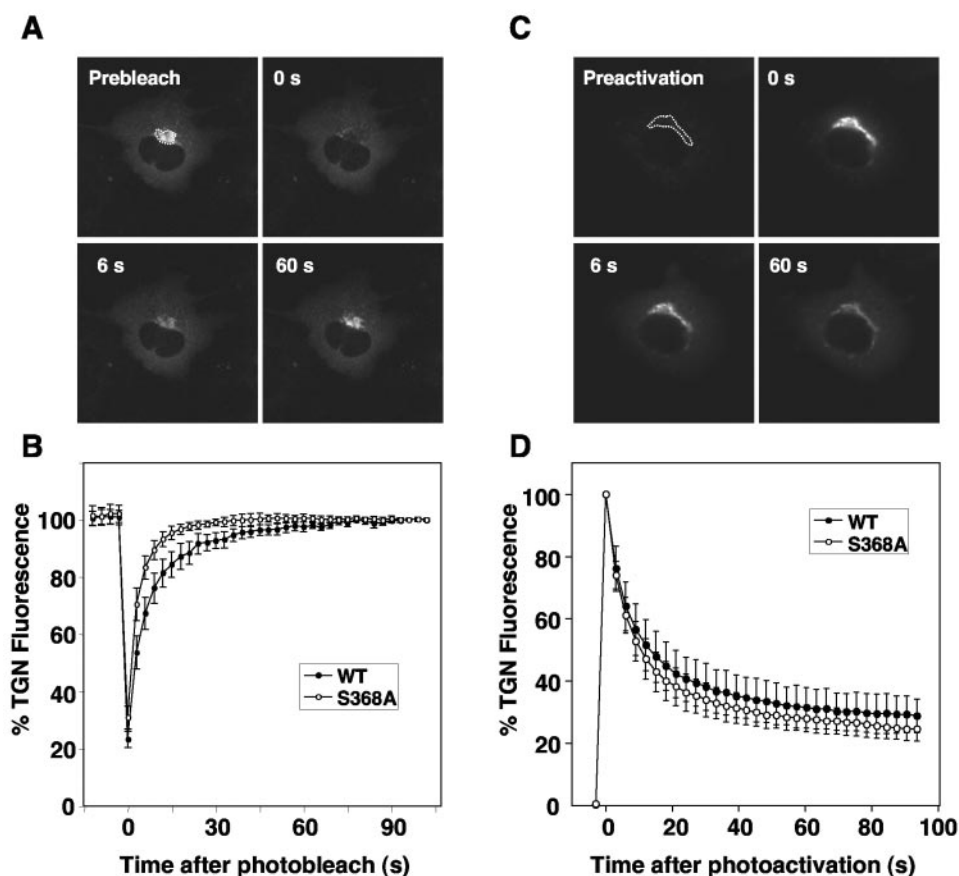 A
Prebleach
0 s
6 s
60 s
B
% TGN Fluorescence
100
80
60
40
20
0
WT
S368A
0 30 60 90
Time after photobleach (s)
C
Preactivation
0 s
6 s
60 s
D
% TGN Fluorescence
100
80
60
40
20
0
WT
S368A
0 20 40 60 80 100
Time after photoactivation (s)